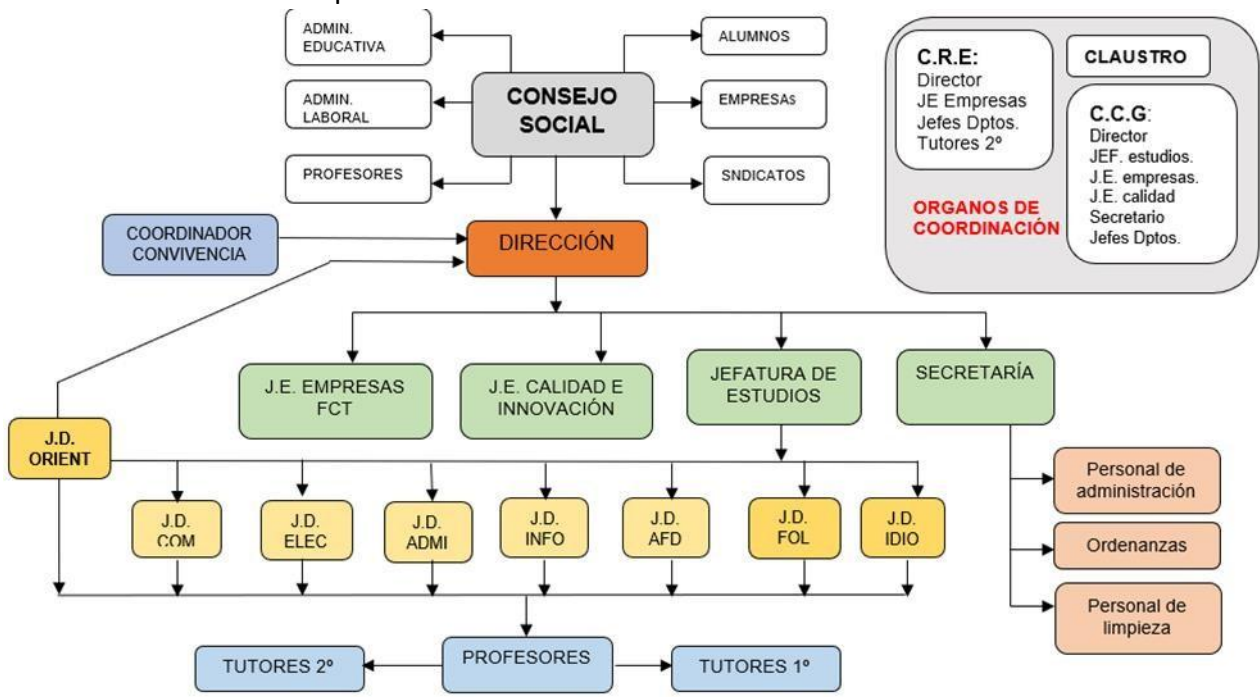 ADMIN.
EDUCATIVA
ADMIN.
LABORAL
PROFESORES
CONSEJO
SOCIAL
ALUMNOS
EMPRESAS
SNDICATOS
C.R.E:
Director
JE Empresas
Jefes Dptos.
Tutores 2º
CLAUSTRO
C.C.G:
Director
JEF. estudios.
J.E. empresas.
J.E. calidad
Secretario
Jefes Dptos.
ORGANOS DE
COORDINACIÓN
COORDINADOR
CONVIVENCIA
DIRECCIÓN
J.E. EMPRESAS
FCT
J.E. CALIDAD E
INNOVACIÓN
JEFATURA DE
ESTUDIOS
SECRETARÍA
J.D.
ORIENT
J.D.
COM
J.D.
ELEC
J.D.
ADMI
J.D.
INFO
J.D.
AFD
J.D.
FOL
J.D.
IDIO
Personal de
administración
Ordenanzas
Personal de
limpieza
TUTORES 2º
PROFESORES
TUTORES 1º